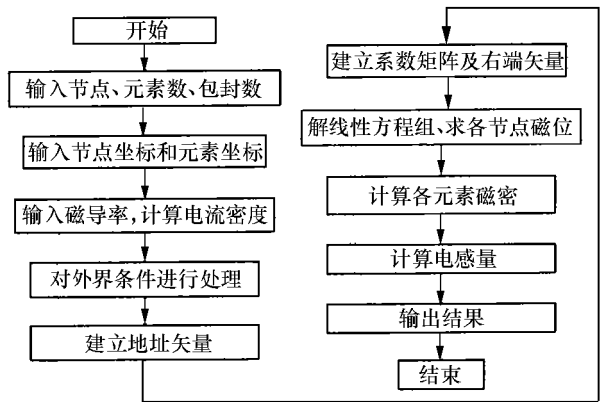 开始
输入节点、元素数、包封数
输入节点坐标和元素坐标
输入磁导率,计算电流密度
对外界条件进行处理
建立地址矢量
建立系数矩阵及右端矢量
解线性方程组、求各节点磁位
计算各元素磁密
计算电感量
输出结果
结束